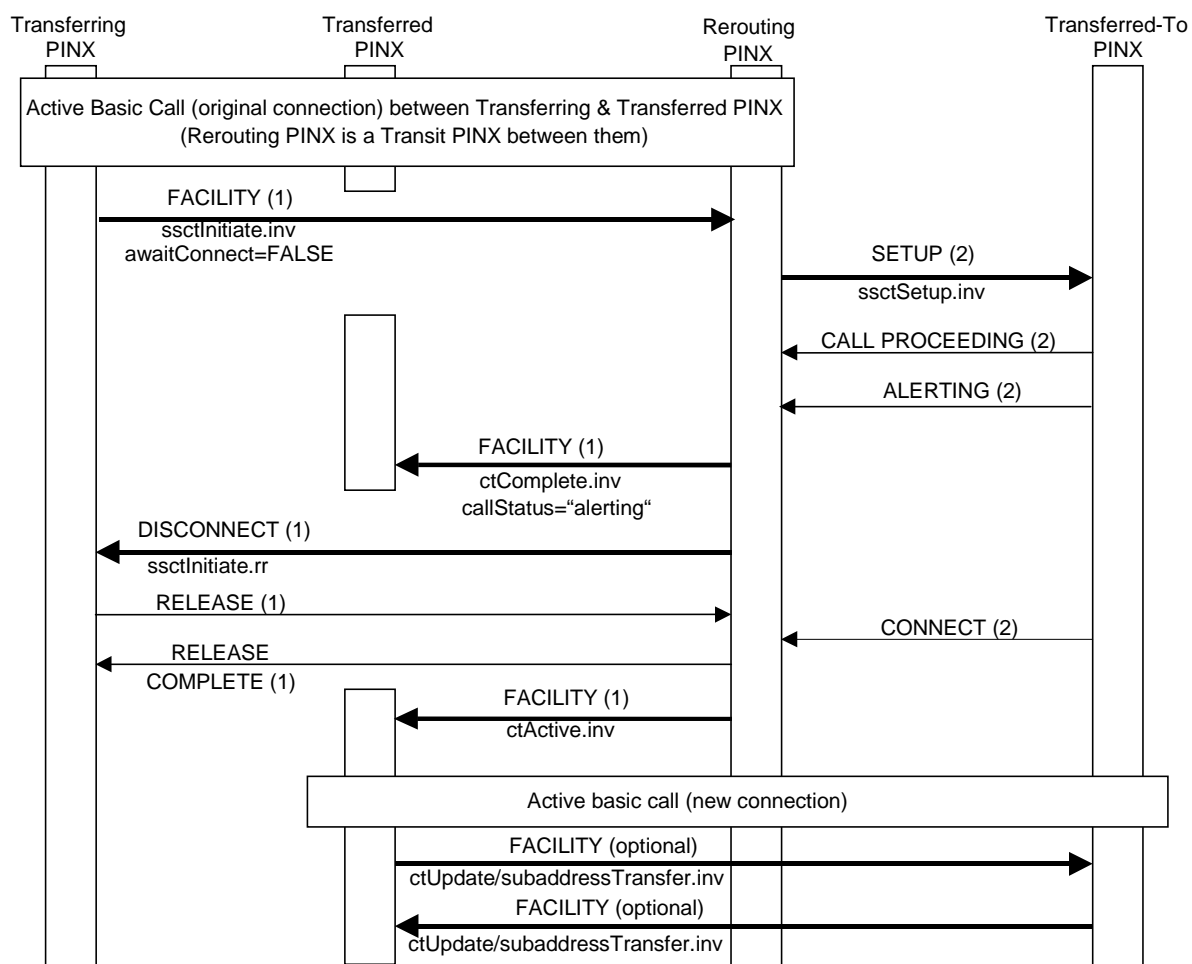 Transferring
PINX
Transferred
PINX
Rerouting
PINX
Transferred-To
PINX
Active Basic Call (original connection) between Transferring & Transferred PINX
(Rerouting PINX is a Transit PINX between them)
FACILITY (1)
ssctInitiate.inv
awaitConnect=FALSE
SETUP (2)
ssctSetup.inv
CALL PROCEEDING (2)
ALERTING (2)
FACILITY (1)
ctComplete.inv
callStatus=“alerting“
DISCONNECT (1)
ssctInitiate.rr
RELEASE (1)
CONNECT (2)
RELEASE
COMPLETE (1)
FACILITY (1)
ctActive.inv
Active basic call (new connection)
FACILITY (optional)
ctUpdate/subaddressTransfer.inv
FACILITY (optional)
ctUpdate/subaddressTransfer.inv